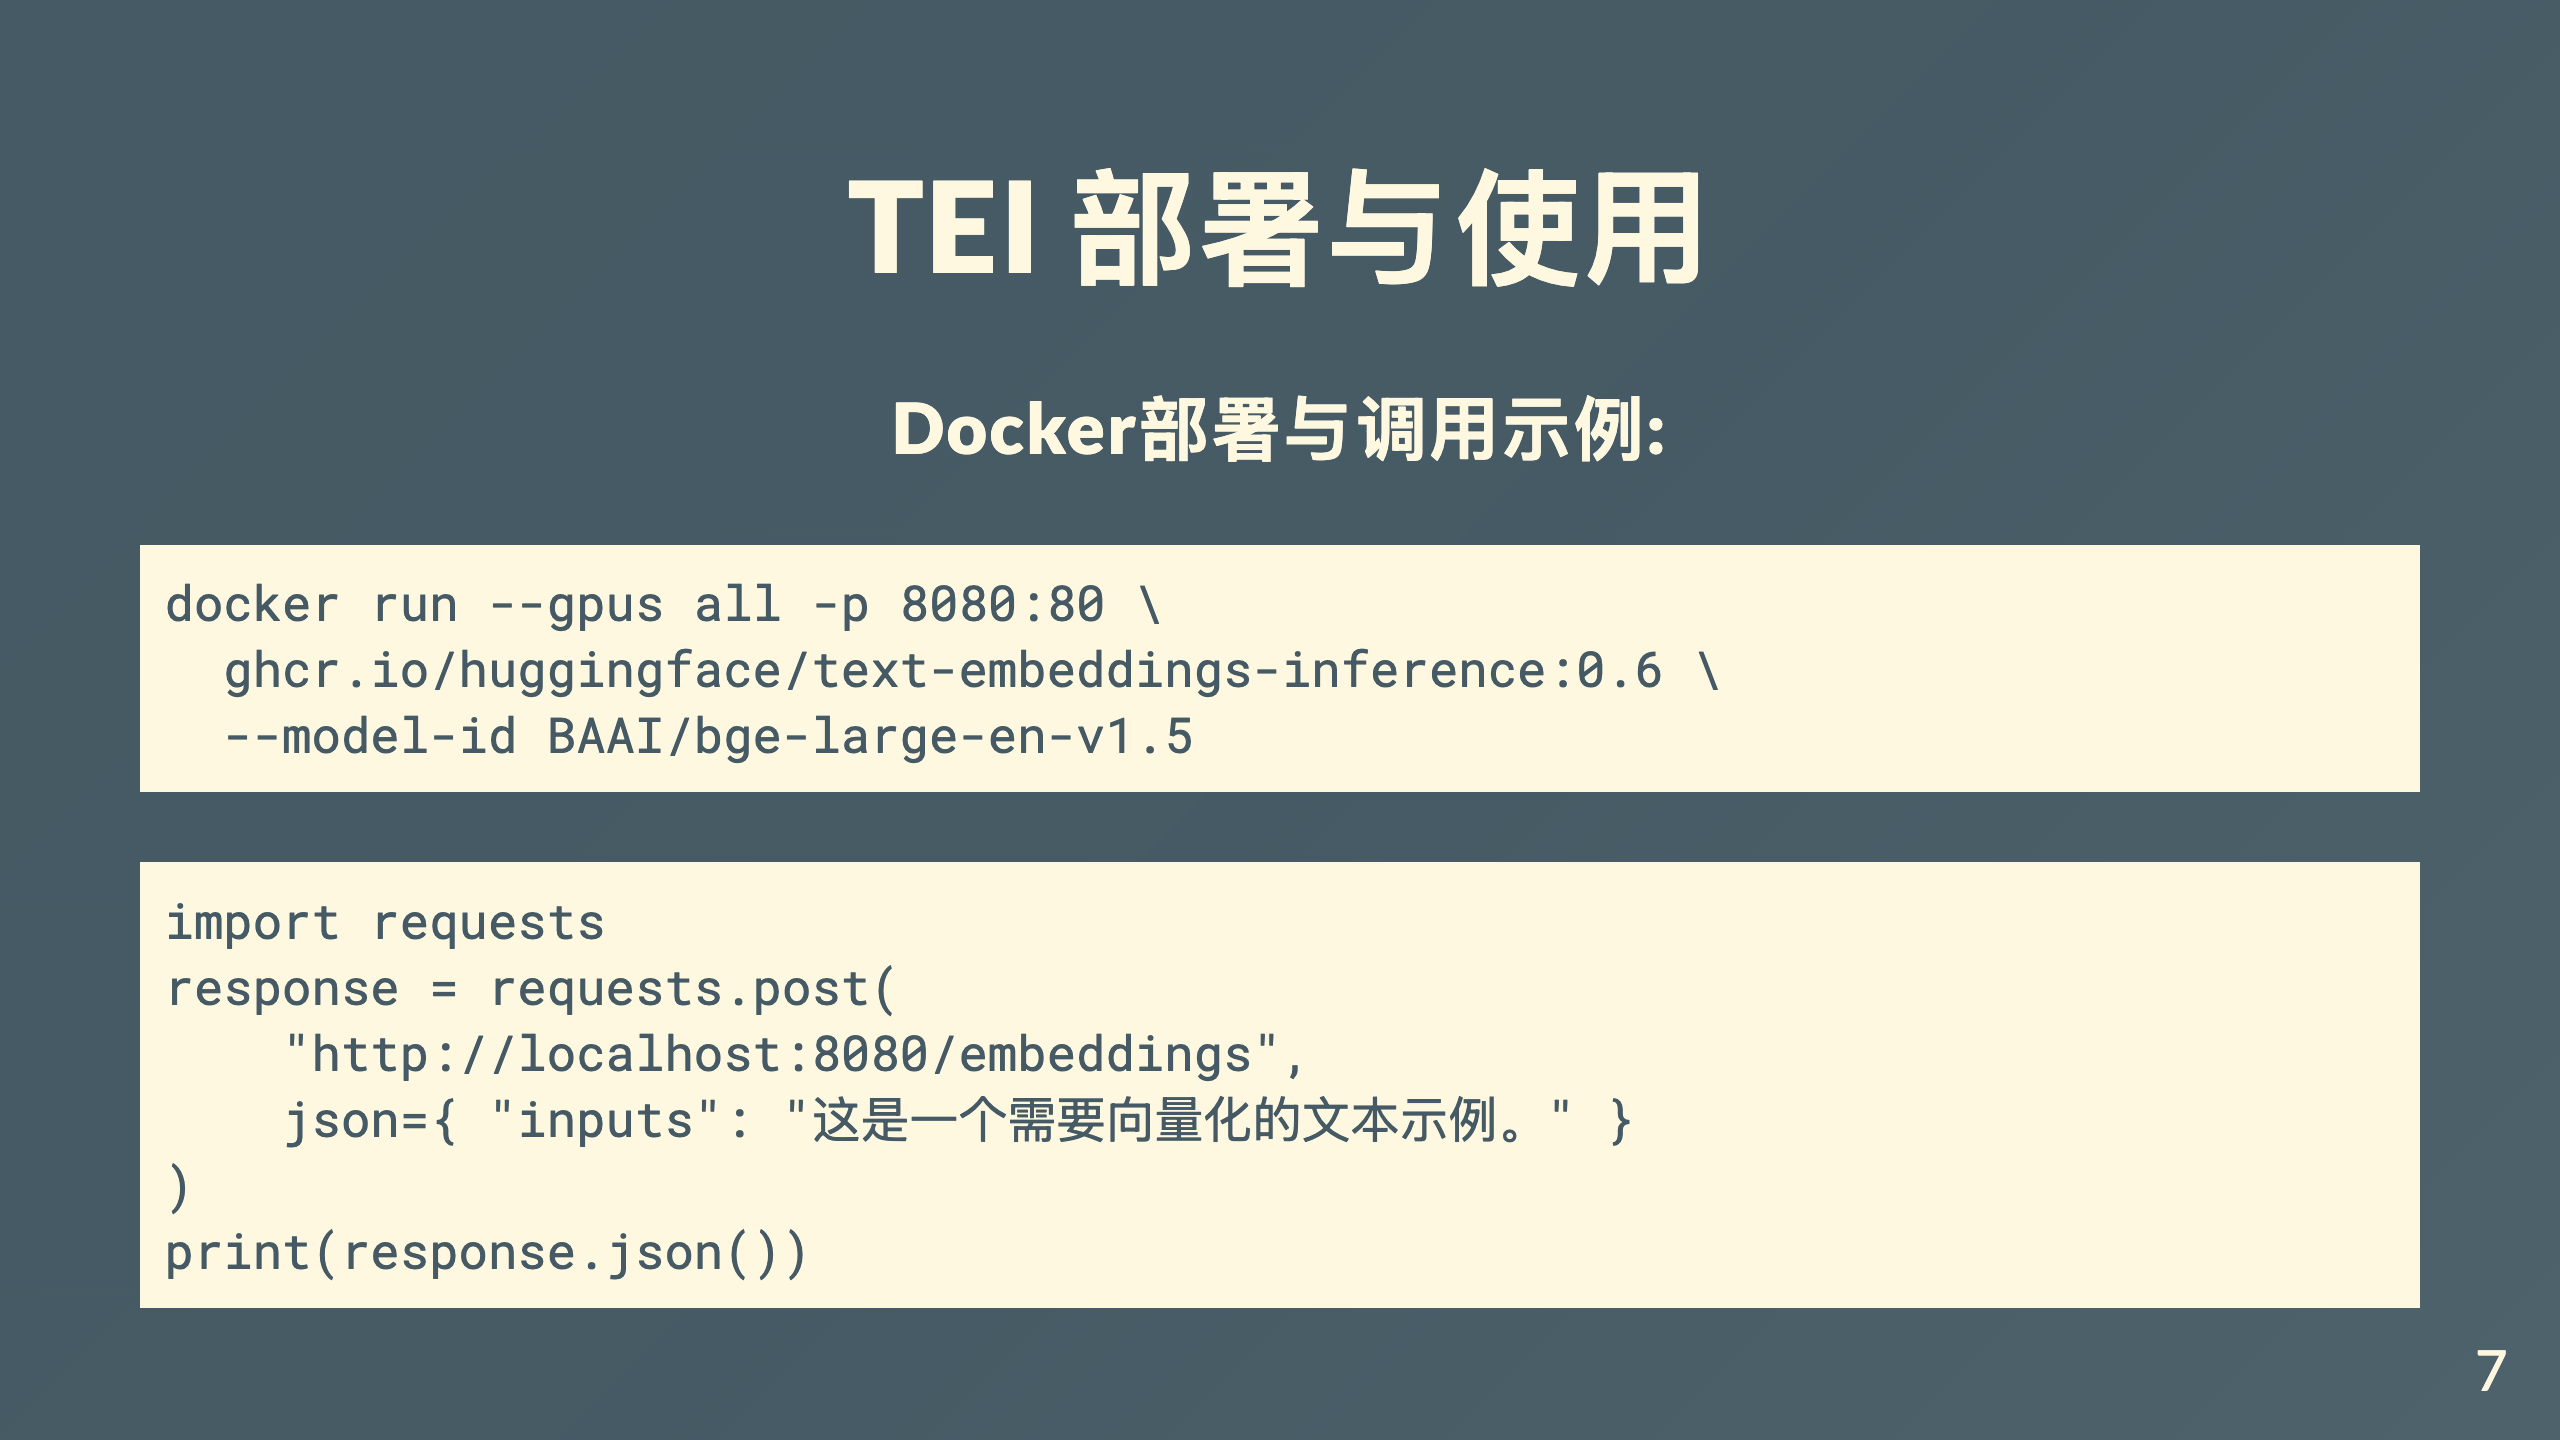 TEI 部署与使用
Docker部署与调用示例:
docker run --gpus all -p 8080:80 \
  ghcr.io/huggingface/text-embeddings-inference:0.6 \
  --model-id BAAI/bge-large-en-v1.5
import requests
response = requests.post(
    "http://localhost:8080/embeddings",
    json={ "inputs": "这是一个需要向量化的文本示例。" }
)
print(response.json())
7